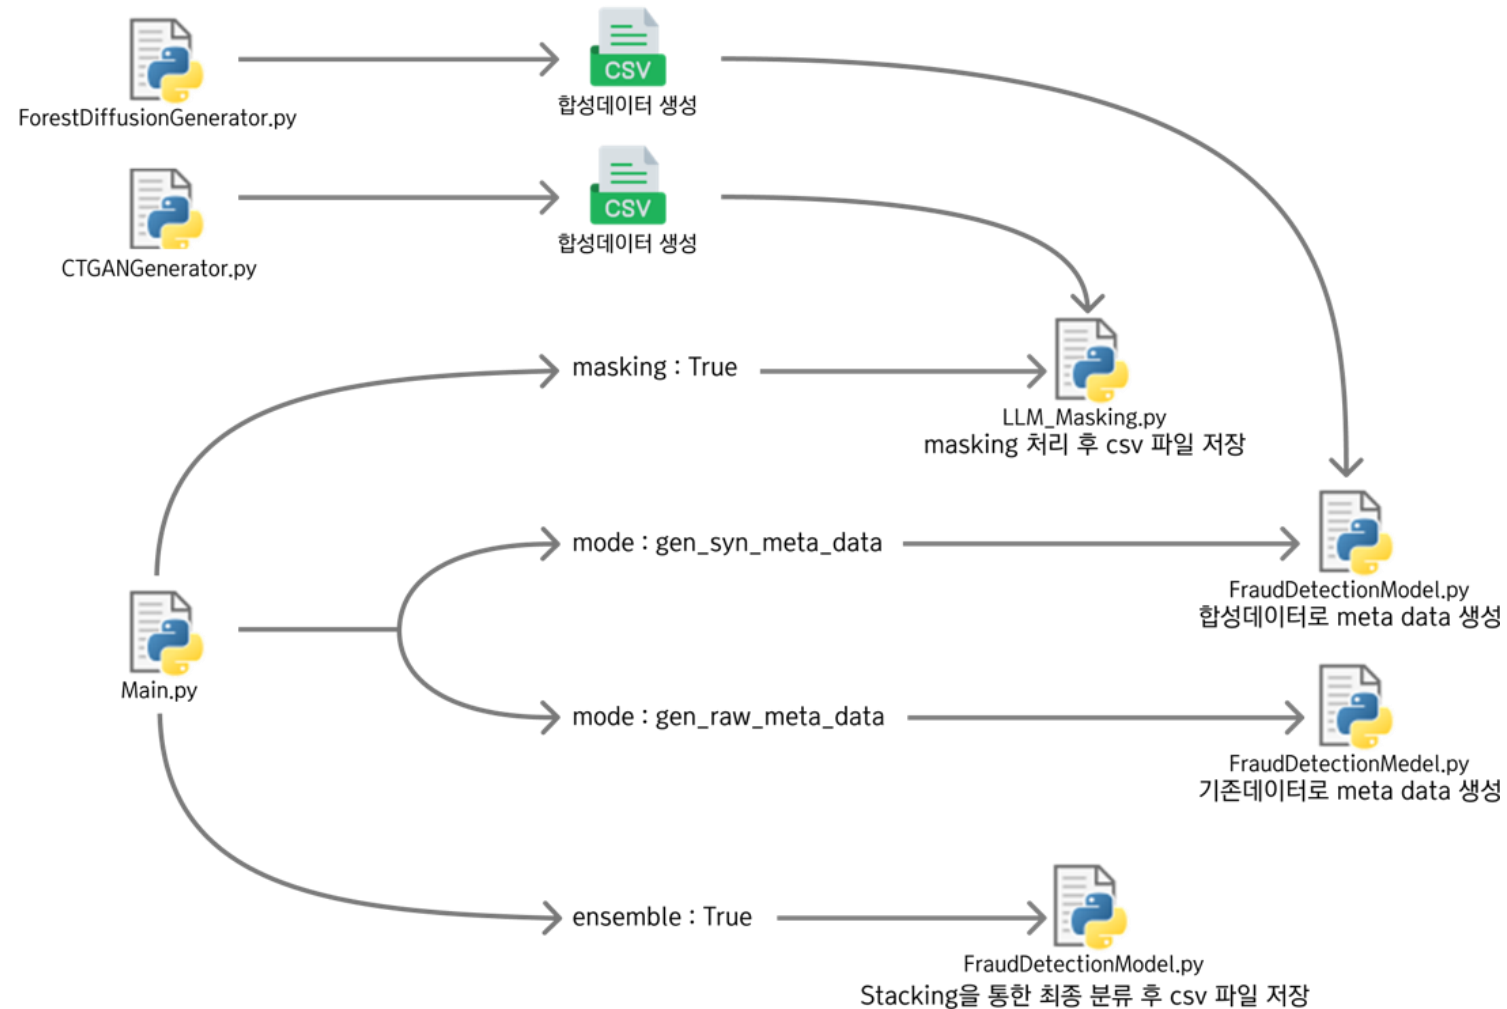 CSV
합성데이터 생성
ForestDiffusionGenerator.py
CSV
합성데이터 생성
CTGANGenerator.py
masking : True
LLM_Masking.py
masking 처리 후 csv 파일 저장
mode : gen_syn_meta_data
FraudDetectionModel.py
합성데이터로 meta data 생성
Main.py
mode : gen_raw_meta_data
FraudDetectionMedel.py
기존데이터로 meta data 생성
ensemble : True
FraudDetectionModel.py
Stacking을 통한 최종 분류 후 csv 파일 저장